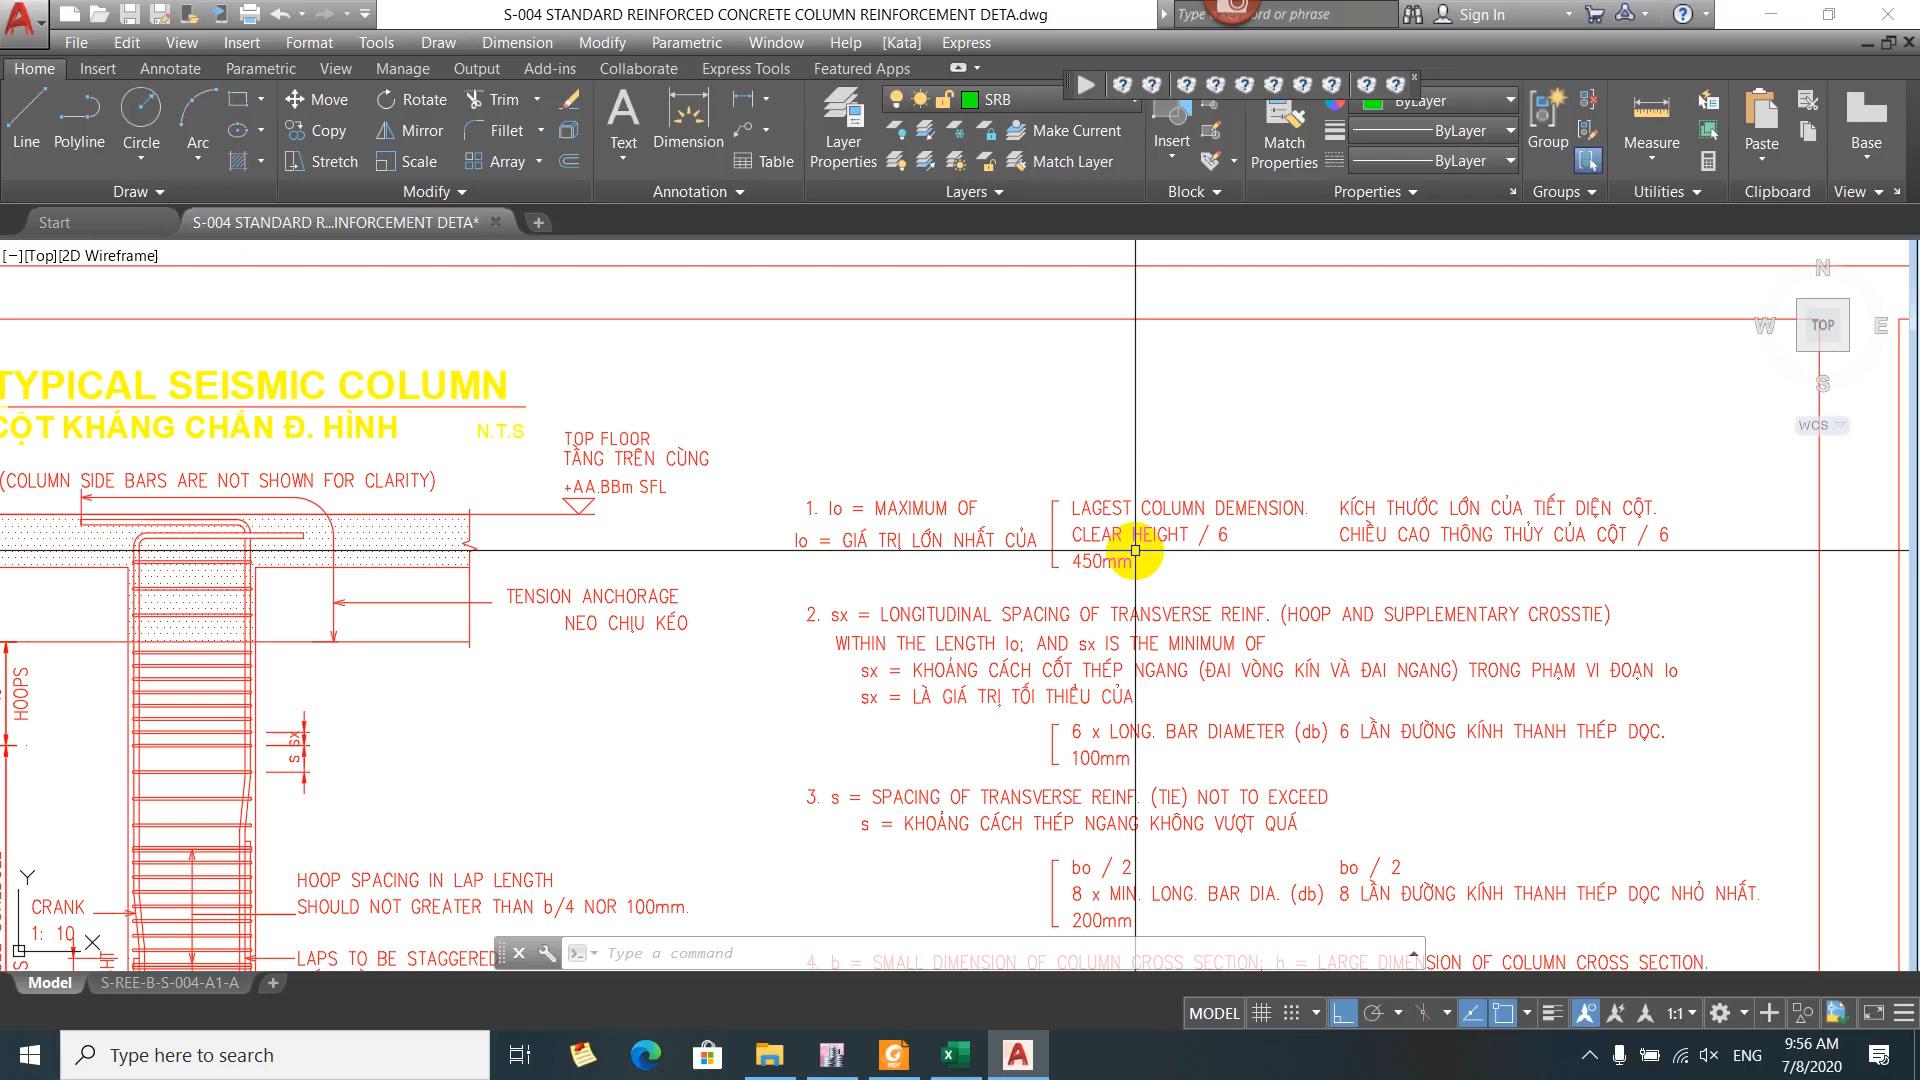 S-004 STANDARD REINFORCED CONCRETE COLUMN REINFORCEMENT DETA.dwg
Sign In
File Edit View Insert Format Tools Draw Dimension Modify Parametric Window Help [Kata] Express
Home Insert Annotate Parametric View Manage Output Add-ins Collaborate Express Tools Featured Apps
Line Polyline Circle Arc
Move Rotate Trim
Copy Mirror Fillet
Stretch Scale Array
Text Dimension
Table
Layer Properties
SRB
Make Current
Match Layer
Insert
Match Properties
ByLayer
ByLayer
ByLayer
Group Measure Paste Base
Draw Modify Annotation Layers Block Properties Groups Utilities Clipboard View
Start S-004 STANDARD R...INFORCEMENT DETA*
[−][Top][2D Wireframe]
N
W TOP E
S
WCS
TYPICAL SEISMIC COLUMN
CỘT KHÁNG CHẤN Đ. HÌNH N.T.S
(COLUMN SIDE BARS ARE NOT SHOWN FOR CLARITY)
TOP FLOOR
TẦNG TRÊN CÙNG
+AA.BBm SFL
TENSION ANCHORAGE
NEO CHỊU KÉO
HOOPS
sx
s
HOOP SPACING IN LAP LENGTH
SHOULD NOT GREATER THAN b/4 NOR 100mm.
CRANK
1: 10
LAPS TO BE STAGGERED
Y
X
1. lo = MAXIMUM OF
lo = GIÁ TRỊ LỚN NHẤT CỦA
LAGEST COLUMN DEMENSION. KÍCH THƯỚC LỚN CỦA TIẾT DIỆN CỘT.
CLEAR HEIGHT / 6 CHIỀU CAO THÔNG THỦY CỦA CỘT / 6
450mm
2. sx = LONGITUDINAL SPACING OF TRANSVERSE REINF. (HOOP AND SUPPLEMENTARY CROSSTIE)
WITHIN THE LENGTH lo; AND sx IS THE MINIMUM OF
sx = KHOẢNG CÁCH CỐT THÉP NGANG (ĐAI VÒNG KÍN VÀ ĐAI NGANG) TRONG PHẠM VI ĐOẠN lo
sx = LÀ GIÁ TRỊ TỐI THIỂU CỦA
6 x LONG. BAR DIAMETER (db) 6 LẦN ĐƯỜNG KÍNH THANH THÉP DỌC.
100mm
3. s = SPACING OF TRANSVERSE REINF. (TIE) NOT TO EXCEED
s = KHOẢNG CÁCH THÉP NGANG KHÔNG VƯỢT QUÁ
bo / 2 bo / 2
8 x MIN. LONG. BAR DIA. (db) 8 LẦN ĐƯỜNG KÍNH THANH THÉP DỌC NHỎ NHẤT.
200mm
4. b = SMALL DIMENSION OF COLUMN CROSS SECTION; h = LARGE DIMENSION OF COLUMN CROSS SECTION.
Type a command
Model S-REE-B-S-004-A1-A
MODEL 1:1
Type here to search
ENG
9:56 AM
7/8/2020